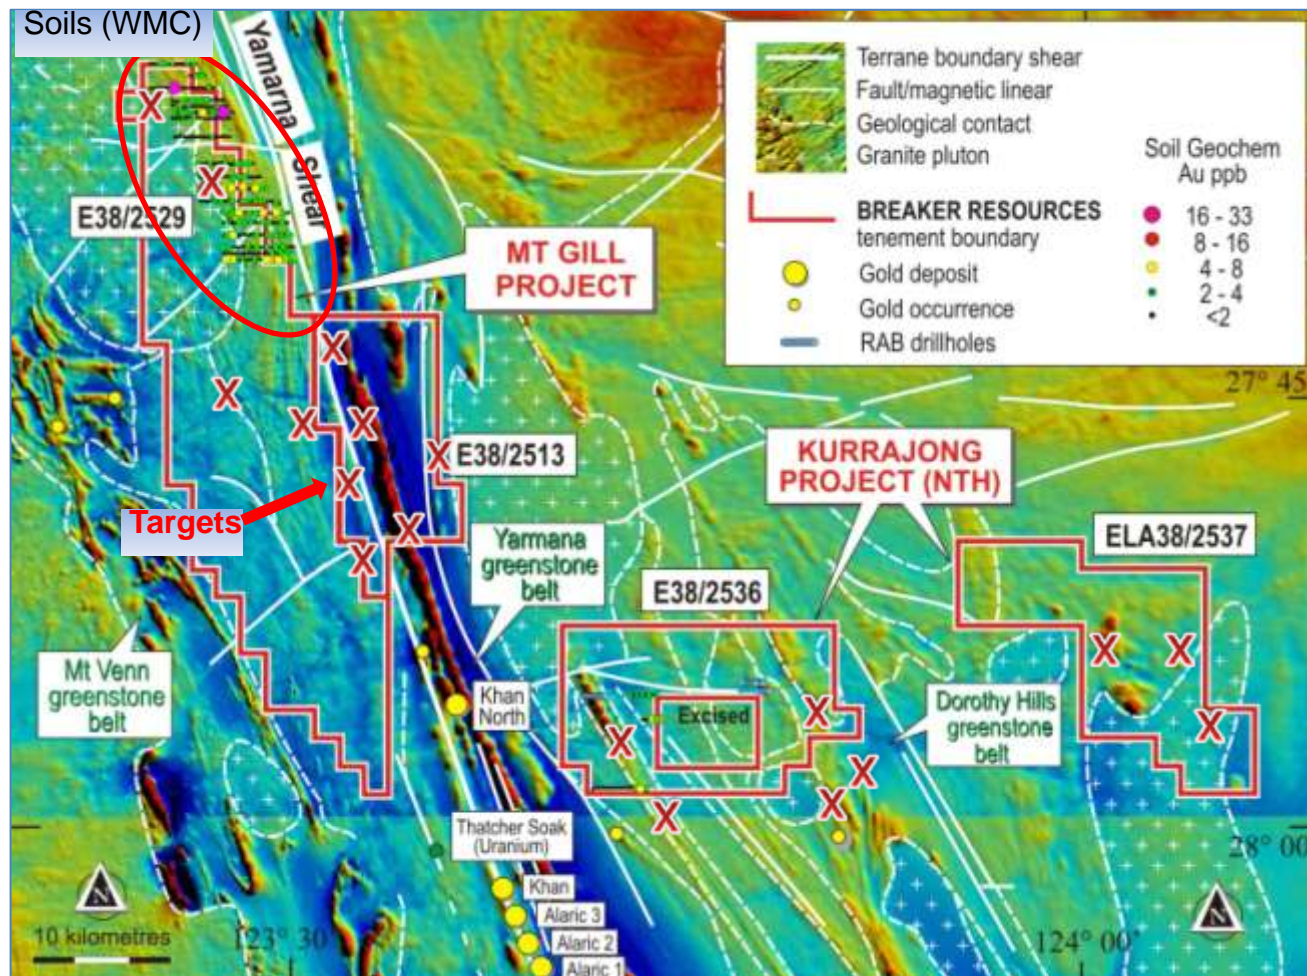 Soils (WMC)
Yamarna
Shear
Terrane boundary shear
Fault/magnetic linear
Geological contact
Granite pluton
BREAKER RESOURCES
tenement boundary
Gold deposit
Gold occurrence
RAB drillholes
Soil Geochem
Au ppb
16 - 33
8 - 16
4 - 8
2 - 4
<2
X
X
E38/2529
MT GILL
PROJECT
27° 45
X
X
X
X
X
E38/2513
X
X
X
Targets
KURRAJONG
PROJECT (NTH)
Yarmana
greenstone
belt
ELA38/2537
E38/2536
Mt Venn
greenstone
belt
Khan
North
Excised
Dorothy Hills
greenstone
belt
X
X
X
X
X
X
X
X
Thatcher Soak
(Uranium)
28° 00
Khan
Alaric 3
Alaric 2
Alaric 1
N
10 kilometres
123° 30'
124° 00'
N